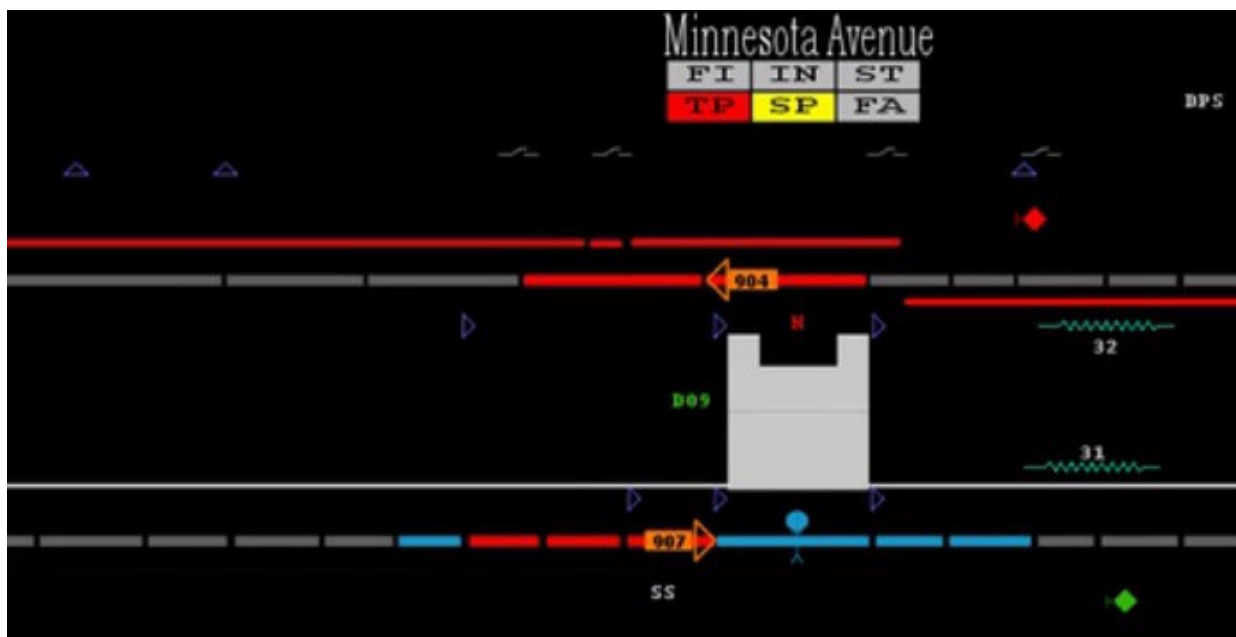 Minnesota Avenue
FI IN ST
TP SP FA
DPS
904
H
32
D09
31
907
SS